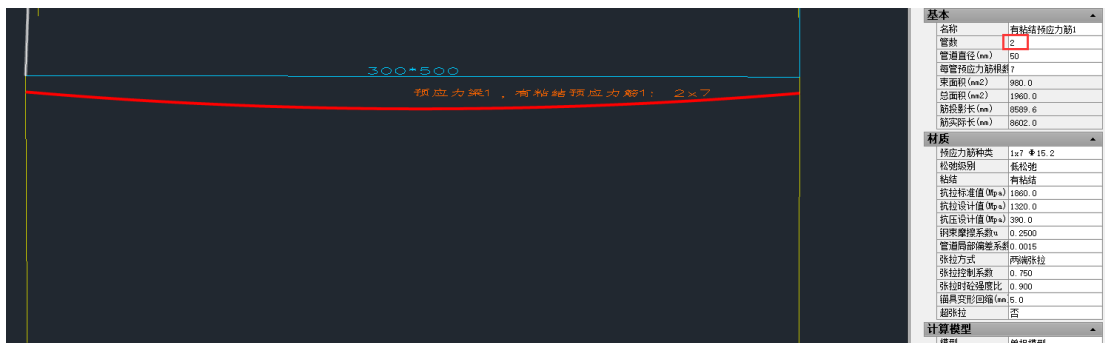 300*500
预应力梁1，有粘结预应力筋1： 2×7
基本
名称 有粘结预应力筋1
管数 2
管道直径(mm) 50
每管预应力筋根数 7
束面积(mm2) 980.0
总面积(mm2) 1960.0
筋投影长(mm) 8589.6
筋实际长(mm) 8602.0
材质
预应力筋种类 1x7 Φ15.2
松弛级别 低松弛
粘结 有粘结
抗拉标准值(Mpa) 1860.0
抗拉设计值(Mpa) 1320.0
抗压设计值(Mpa) 390.0
钢束摩擦系数u 0.2500
管道局部偏差系数 0.0015
张拉方式 两端张拉
张拉控制系数 0.750
张拉时砼强度比 0.900
锚具变形回缩(mm 5.0
超张拉 否
计算模型